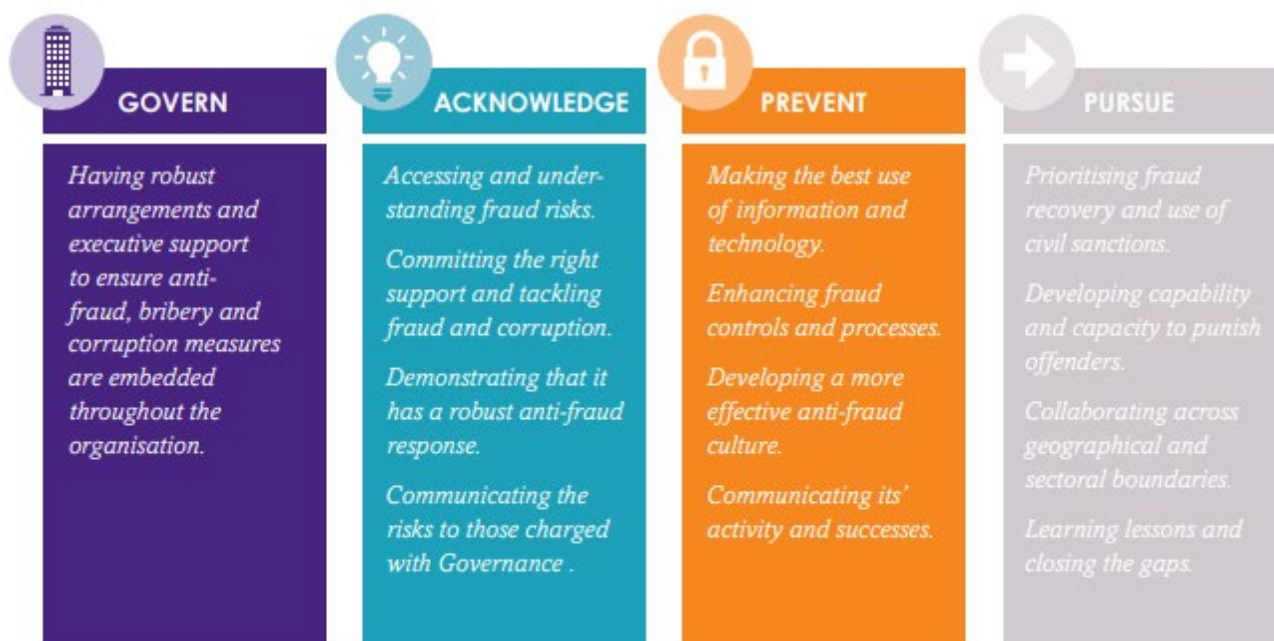 GOVERN
Having robust
arrangements and
executive support
to ensure anti-
fraud, bribery and
corruption measures
are embedded
throughout the
organisation.
ACKNOWLEDGE
Accessing and under-
standing fraud risks.
Committing the right
support and tackling
fraud and corruption.
Demonstrating that it
has a robust anti-fraud
response.
Communicating the
risks to those charged
with Governance .
PREVENT
Making the best use
of information and
technology.
Enhancing fraud
controls and processes.
Developing a more
effective anti-fraud
culture.
Communicating its’
activity and successes.
PURSUE
Prioritising fraud
recovery and use of
civil sanctions.
Developing capability
and capacity to punish
offenders.
Collaborating across
geographical and
sectoral boundaries.
Learning lessons and
closing the gaps.